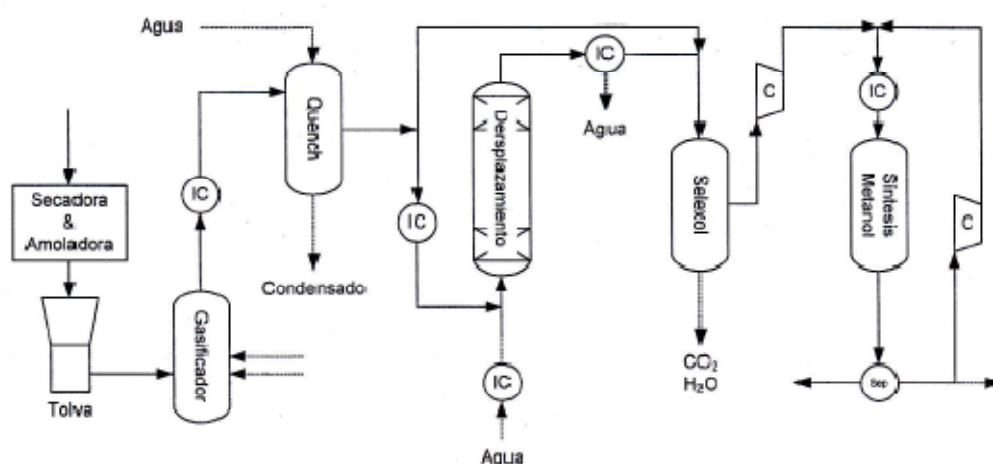 Agua
IC
Quench
Condensado
Secadora
&
Amoladora
Tolva
Gasificador
IC
Dersplazamiento
IC
Agua
IC
Agua
Selexol
CO₂
H₂O
C
IC
Síntesis
Metanol
C
Sep